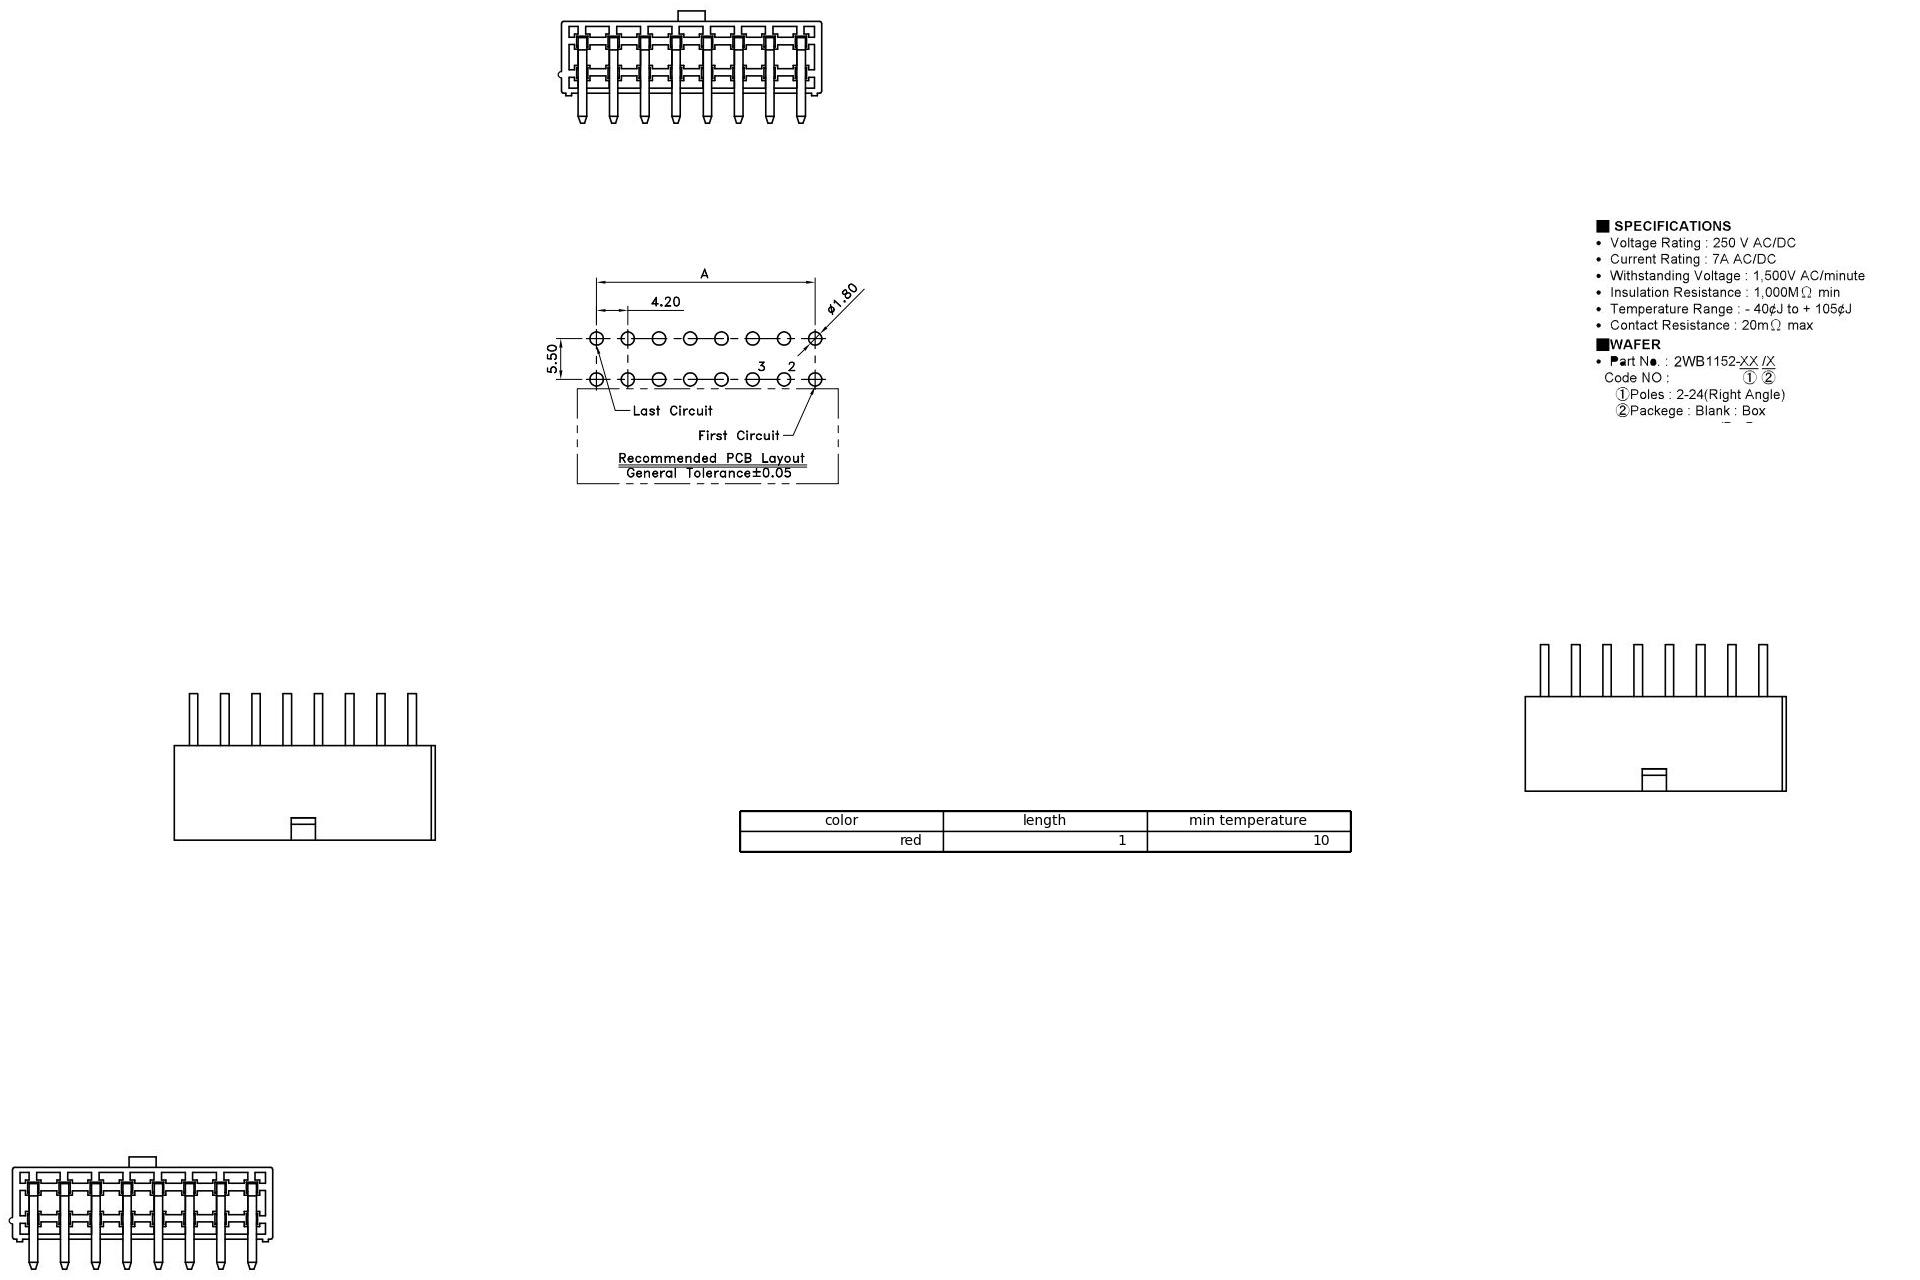 ■ SPECIFICATIONS
• Voltage Rating : 250 V AC/DC
• Current Rating : 7A AC/DC
• Withstanding Voltage : 1,500V AC/minute
• Insulation Resistance : 1,000MΩ min
• Temperature Range : - 40¢J to + 105¢J
• Contact Resistance : 20mΩ max
■WAFER
• Part No. : 2WB1152-XX /X
Code NO : ① ②
①Poles : 2-24(Right Angle)
②Packege : Blank : Box
A
4.20
ø1.80
5.50
3 2
Last Circuit
First Circuit
Recommended PCB Layout
General Tolerance±0.05
color length min temperature
red 1 10